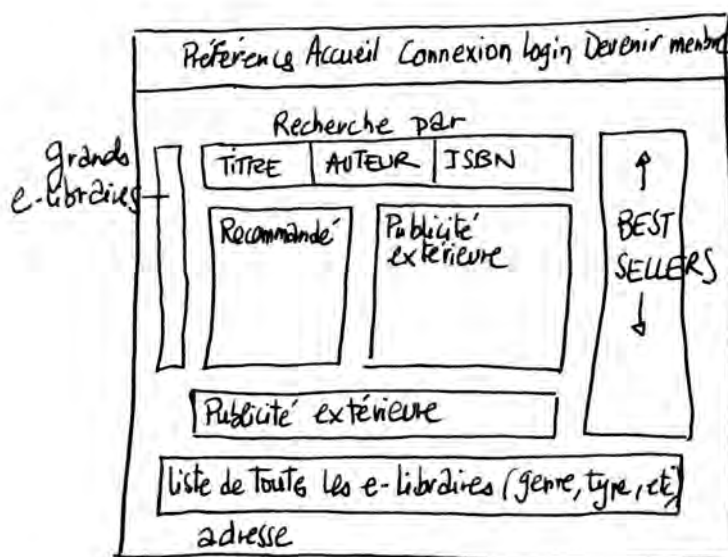 Préférence Accueil Connexion Login Devenir membre
Recherche par
grands
e-libraires
TITRE AUTEUR ISBN
Recommandé
Publicité
extérieure
BEST
SELLERS
Publicité extérieure
Liste de toutes les e-libraires (genre, type, etc)
adresse